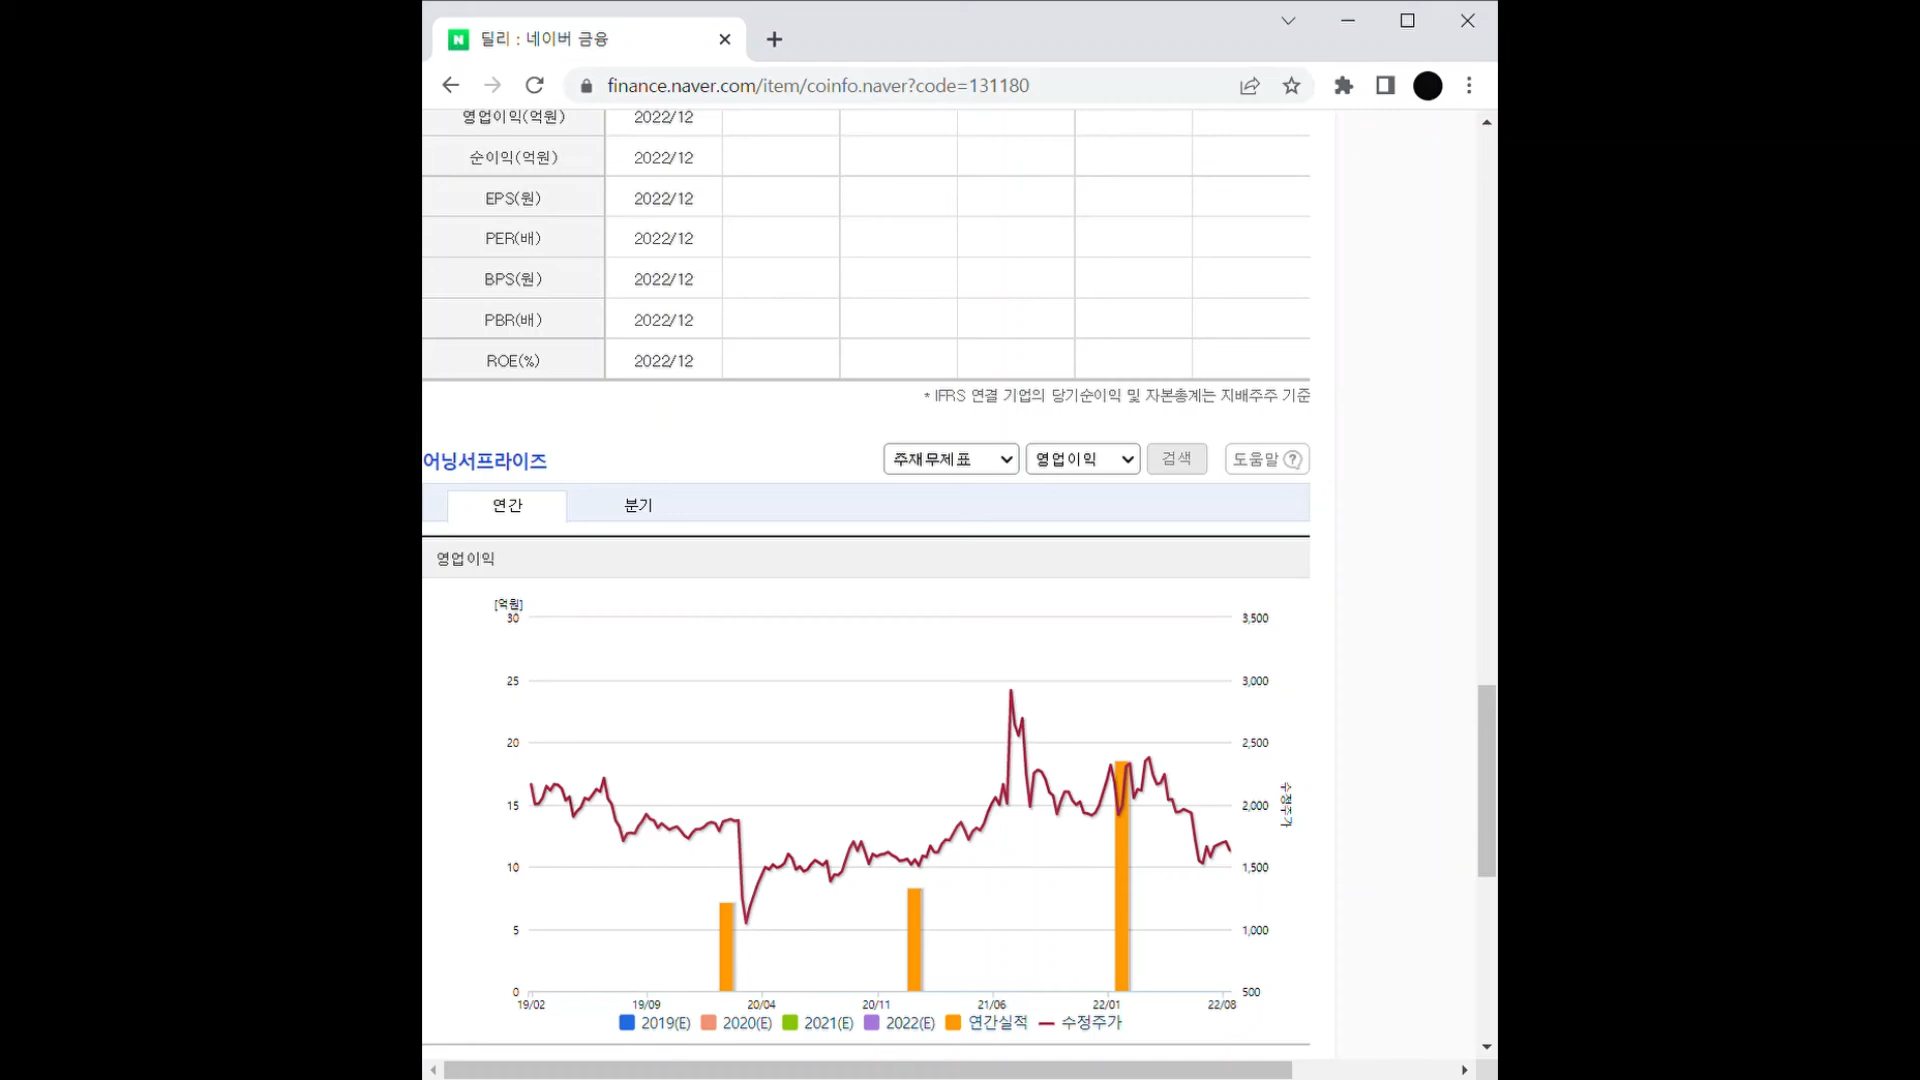 딜리 : 네이버 금융
finance.naver.com/item/coinfo.naver?code=131180
영업이익(억원) 2022/12
순이익(억원) 2022/12
EPS(원) 2022/12
PER(배) 2022/12
BPS(원) 2022/12
PBR(배) 2022/12
ROE(%) 2022/12
* IFRS 연결 기업의 당기순이익 및 자본총계는 지배주주 기준
어닝서프라이즈 주재무제표 영업이익 검색 도움말 ?
연간 분기
영업이익
[억원]
30 3,500
25 3,000
20 2,500
15 2,000
10 1,500
5 1,000
0 500
수정주가
19/02 19/09 20/04 20/11 21/06 22/01 22/08
2019(E) 2020(E) 2021(E) 2022(E) 연간실적 수정주가